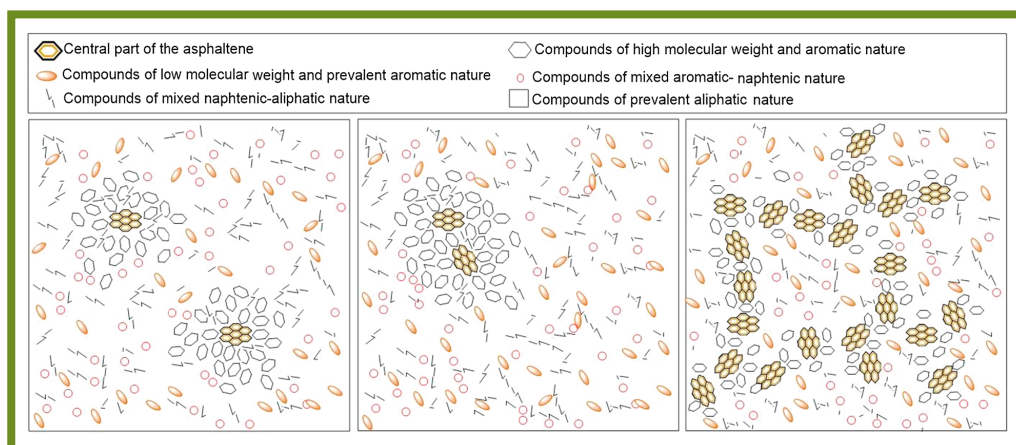 Central part of the asphaltene
Compounds of high molecular weight and aromatic nature
Compounds of low molecular weight and prevalent aromatic nature
Compounds of mixed aromatic- naphtenic nature
Compounds of mixed naphtenic-aliphatic nature
Compounds of prevalent aliphatic nature